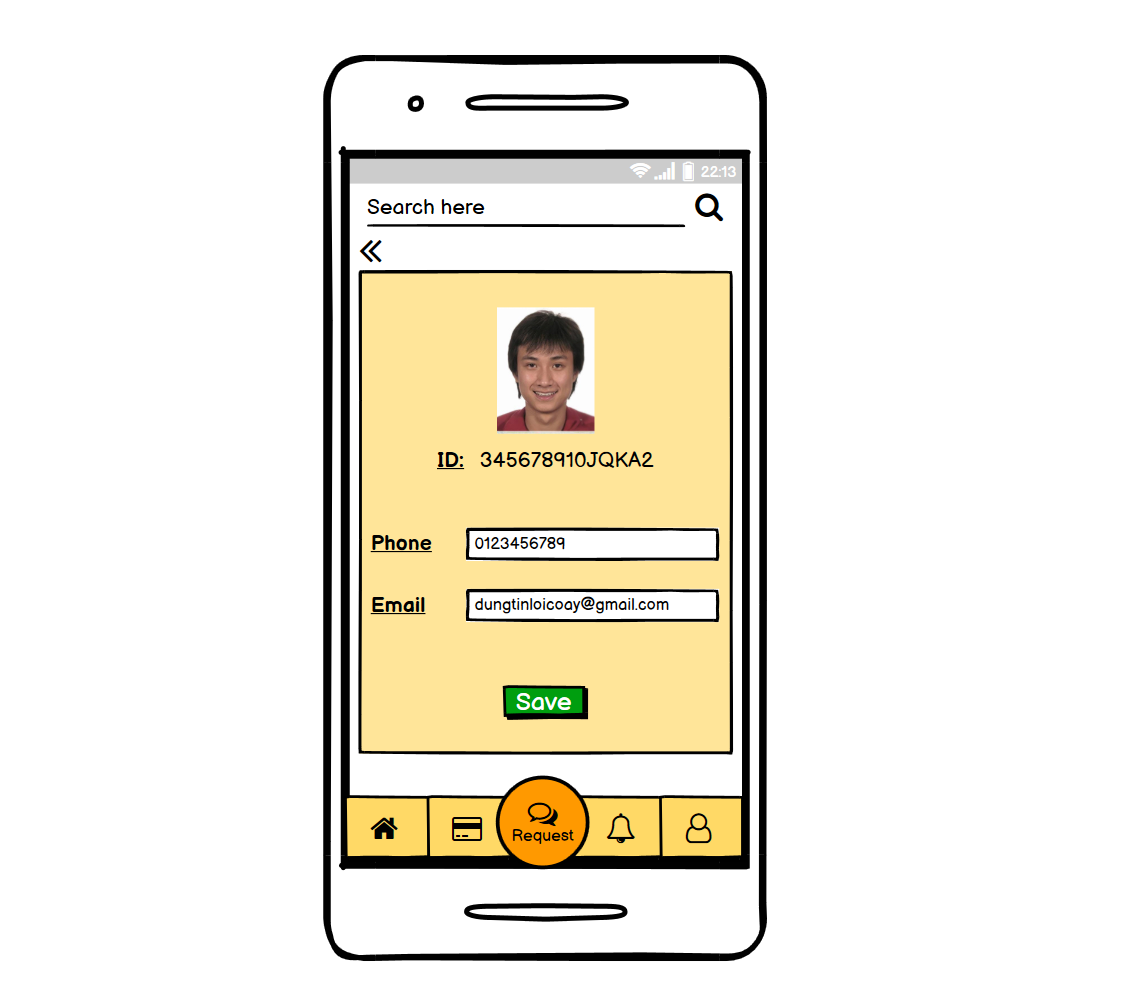 22:13
Search here
ID: 345678910JQKA2
Phone 0123456789
Email dungtinloicoay@gmail.com
Save
Request